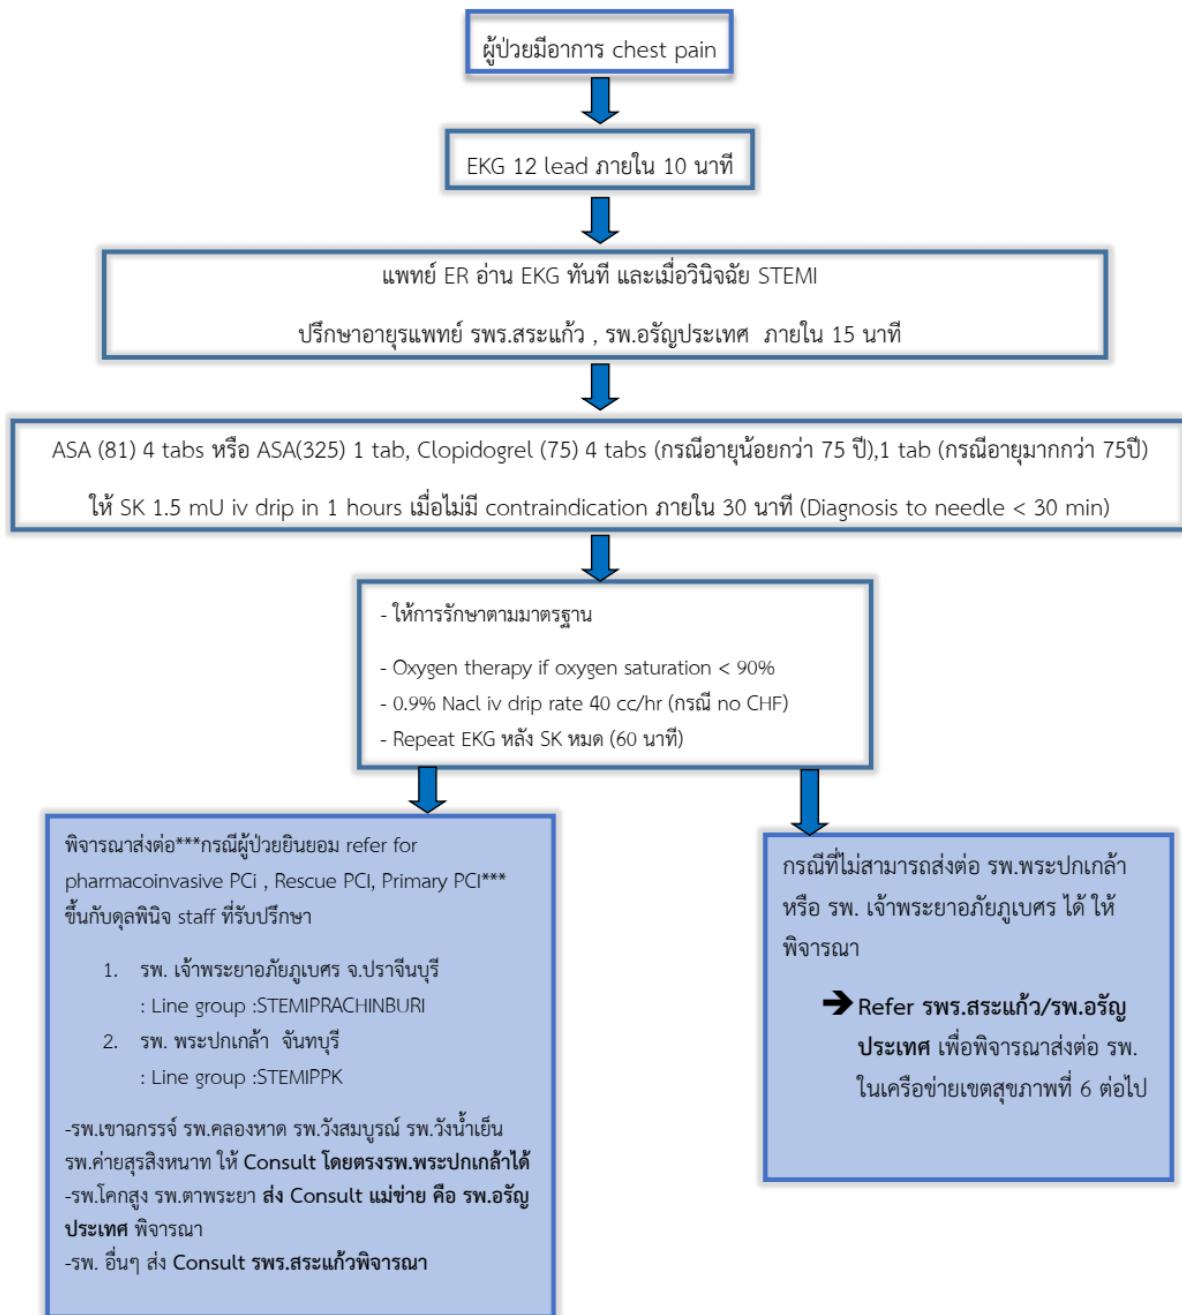 ผู้ป่วยมีอาการ chest pain
EKG 12 lead ภายใน 10 นาที
แพทย์ ER อ่าน EKG ทันที และเมื่อวินิจฉัย STEMI
ปรึกษาอายุรแพทย์ รพร.สระแก้ว , รพ.อรัญประเทศ ภายใน 15 นาที
ASA (81) 4 tabs หรือ ASA(325) 1 tab, Clopidogrel (75) 4 tabs (กรณีอายุน้อยกว่า 75 ปี),1 tab (กรณีอายุมากกว่า 75ปี)
ให้ SK 1.5 mU iv drip in 1 hours เมื่อไม่มี contraindication ภายใน 30 นาที (Diagnosis to needle < 30 min)
- ให้การรักษาตามมาตรฐาน
- Oxygen therapy if oxygen saturation < 90%
- 0.9% Nacl iv drip rate 40 cc/hr (กรณี no CHF)
- Repeat EKG หลัง SK หมด (60 นาที)
พิจารณาส่งต่อ***กรณีผู้ป่วยยินยอม refer for
pharmacoinvasive PCi , Rescue PCI, Primary PCI***
ขึ้นกับดุลพินิจ staff ที่รับปรึกษา
1. รพ. เจ้าพระยาอภัยภูเบศร จ.ปราจีนบุรี
: Line group :STEMIPRACHINBURI
2. รพ. พระปกเกล้า จันทบุรี
: Line group :STEMIPPK
-รพ.เขาฉกรรจ์ รพ.คลองหาด รพ.วังสมบูรณ์ รพ.วังน้ำเย็น
รพ.ค่ายสุรสิงหนาท ให้ Consult โดยตรงรพ.พระปกเกล้าได้
-รพ.โคกสูง รพ.ตาพระยา ส่ง Consult แม่ข่าย คือ รพ.อรัญ
ประเทศ พิจารณา
-รพ. อื่นๆ ส่ง Consult รพร.สระแก้วพิจารณา
กรณีที่ไม่สามารถส่งต่อ รพ.พระปกเกล้า
หรือ รพ. เจ้าพระยาอภัยภูเบศร ได้ ให้
พิจารณา
➔ Refer รพร.สระแก้ว/รพ.อรัญ
ประเทศ เพื่อพิจารณาส่งต่อ รพ.
ในเครือข่ายเขตสุขภาพที่ 6 ต่อไป